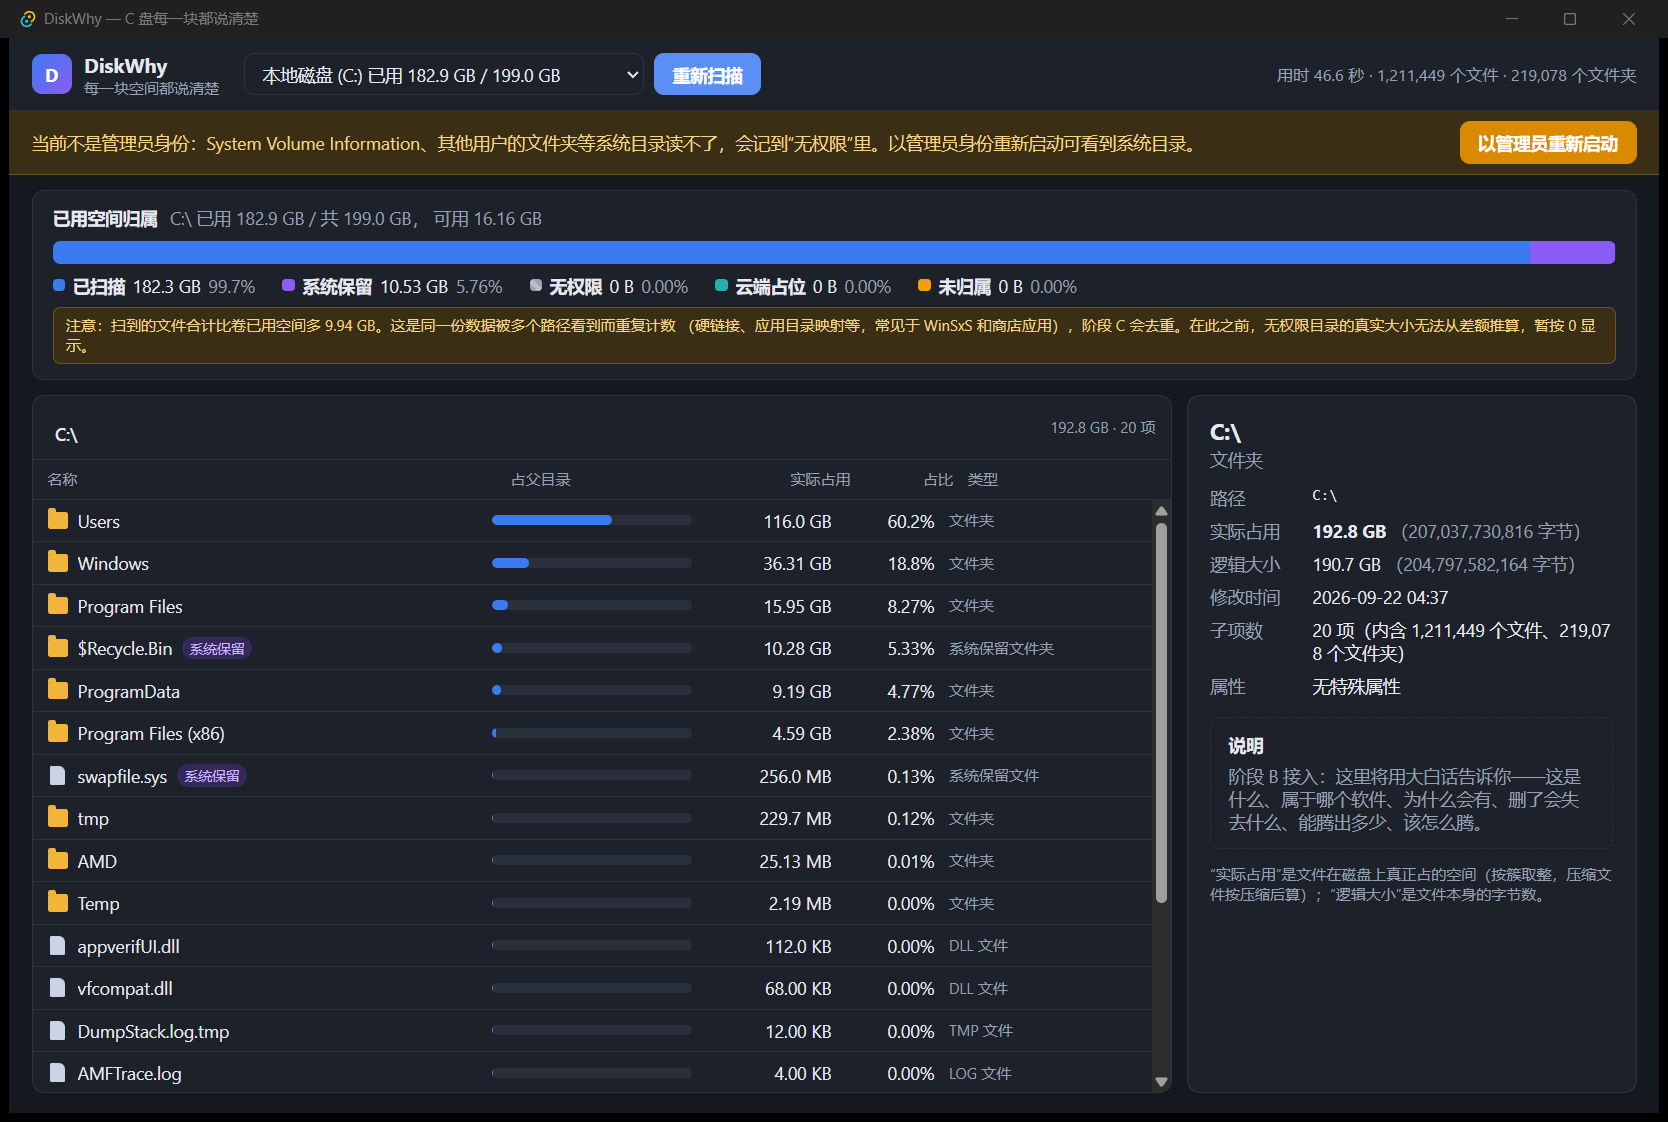 DiskWhy — C 盘每一块都说清楚
D
DiskWhy
每一块空间都说清楚
本地磁盘 (C:) 已用 182.9 GB / 199.0 GB
重新扫描
用时 46.6 秒 · 1,211,449 个文件 · 219,078 个文件夹
当前不是管理员身份：System Volume Information、其他用户的文件夹等系统目录读不了，会记到“无权限”里。以管理员身份重新启动可看到系统目录。
以管理员重新启动
已用空间归属 C:\ 已用 182.9 GB / 共 199.0 GB， 可用 16.16 GB
已扫描 182.3 GB 99.7% 系统保留 10.53 GB 5.76% 无权限 0 B 0.00% 云端占位 0 B 0.00% 未归属 0 B 0.00%
注意：扫到的文件合计比卷已用空间多 9.94 GB。这是同一份数据被多个路径看到而重复计数 （硬链接、应用目录映射等，常见于 WinSxS 和商店应用），阶段 C 会去重。在此之前，无权限目录的真实大小无法从差额推算，暂按 0 显
示。
C:\
192.8 GB · 20 项
名称 占父目录 实际占用 占比 类型
Users 116.0 GB 60.2% 文件夹
Windows 36.31 GB 18.8% 文件夹
Program Files 15.95 GB 8.27% 文件夹
$Recycle.Bin 系统保留 10.28 GB 5.33% 系统保留文件夹
ProgramData 9.19 GB 4.77% 文件夹
Program Files (x86) 4.59 GB 2.38% 文件夹
swapfile.sys 系统保留 256.0 MB 0.13% 系统保留文件
tmp 229.7 MB 0.12% 文件夹
AMD 25.13 MB 0.01% 文件夹
Temp 2.19 MB 0.00% 文件夹
appverifUI.dll 112.0 KB 0.00% DLL 文件
vfcompat.dll 68.00 KB 0.00% DLL 文件
DumpStack.log.tmp 12.00 KB 0.00% TMP 文件
AMFTrace.log 4.00 KB 0.00% LOG 文件
C:\
文件夹
路径 C:\
实际占用 192.8 GB （207,037,730,816 字节）
逻辑大小 190.7 GB （204,797,582,164 字节）
修改时间 2026-09-22 04:37
子项数 20 项（内含 1,211,449 个文件、219,07
8 个文件夹）
属性 无特殊属性
说明
阶段 B 接入：这里将用大白话告诉你——这是
什么、属于哪个软件、为什么会有、删了会失
去什么、能腾出多少、该怎么腾。
“实际占用”是文件在磁盘上真正占的空间（按簇取整，压缩文
件按压缩后算）；“逻辑大小”是文件本身的字节数。